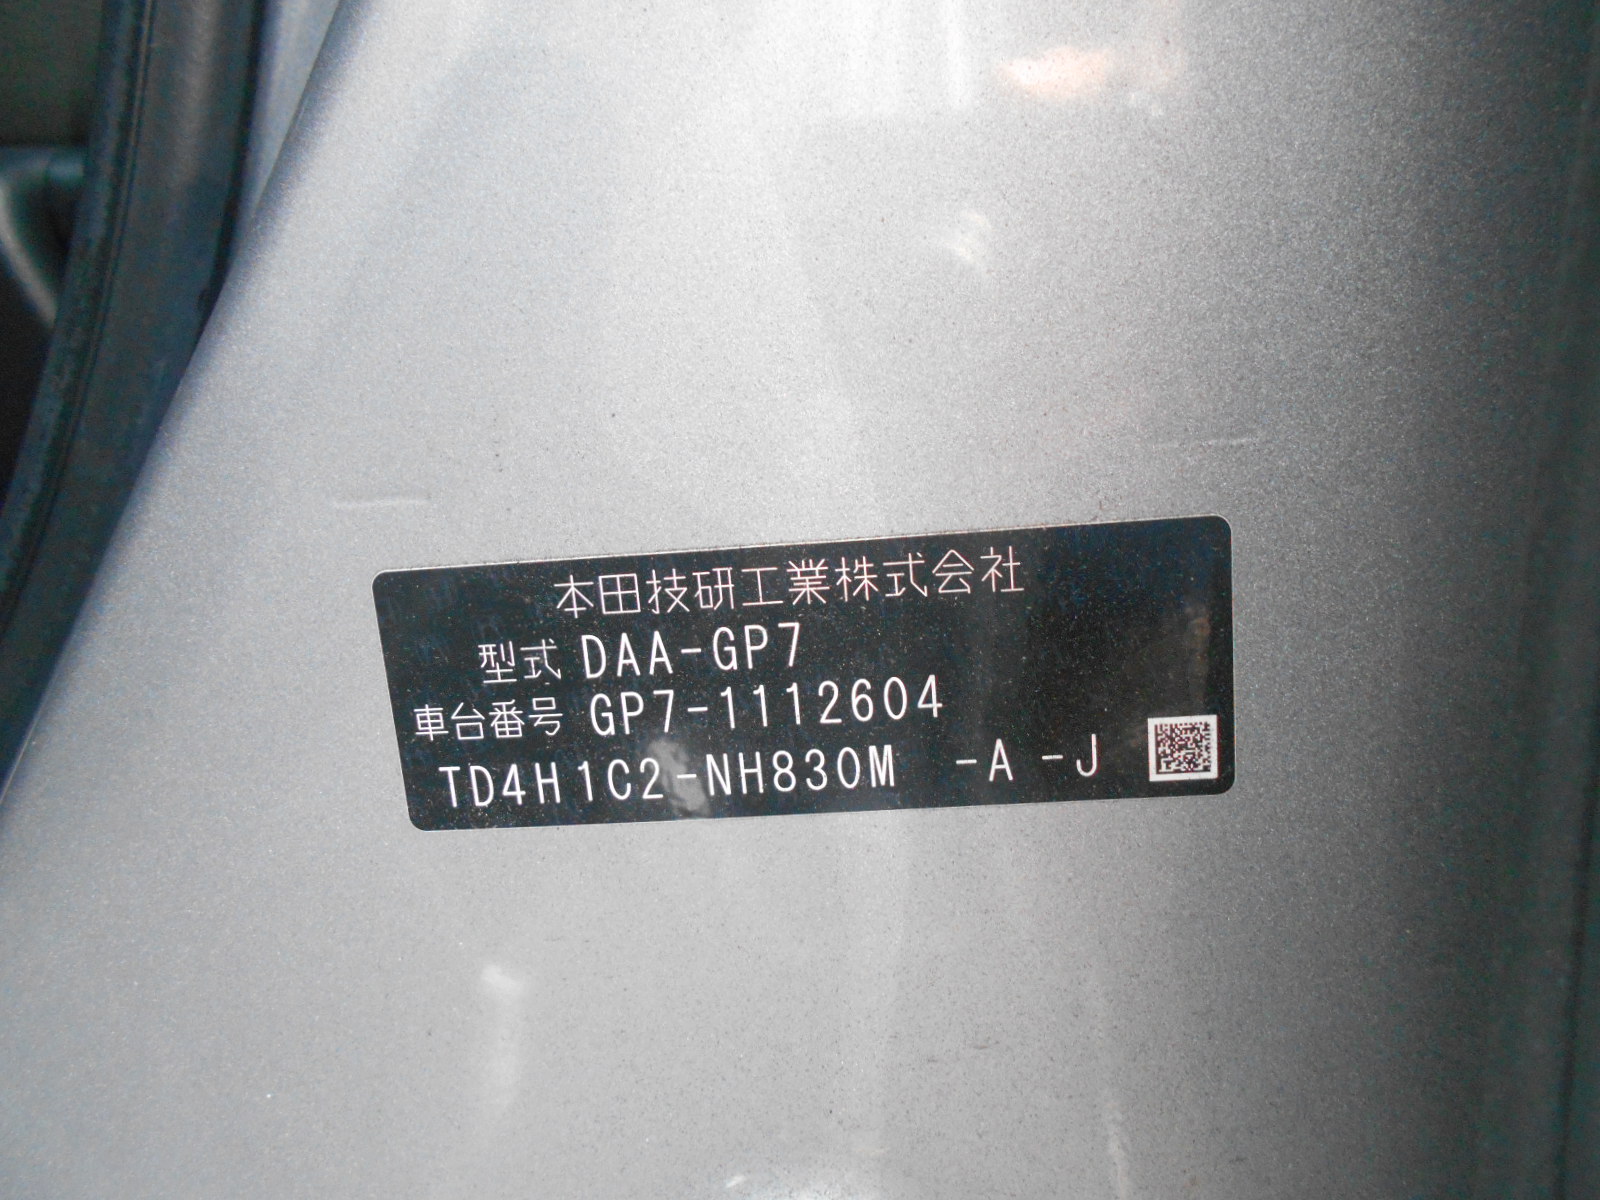 本田技研工業株式会社
型式 DAA-GP7
車台番号 GP7-1112604
TD4H1C2-NH830M -A -J